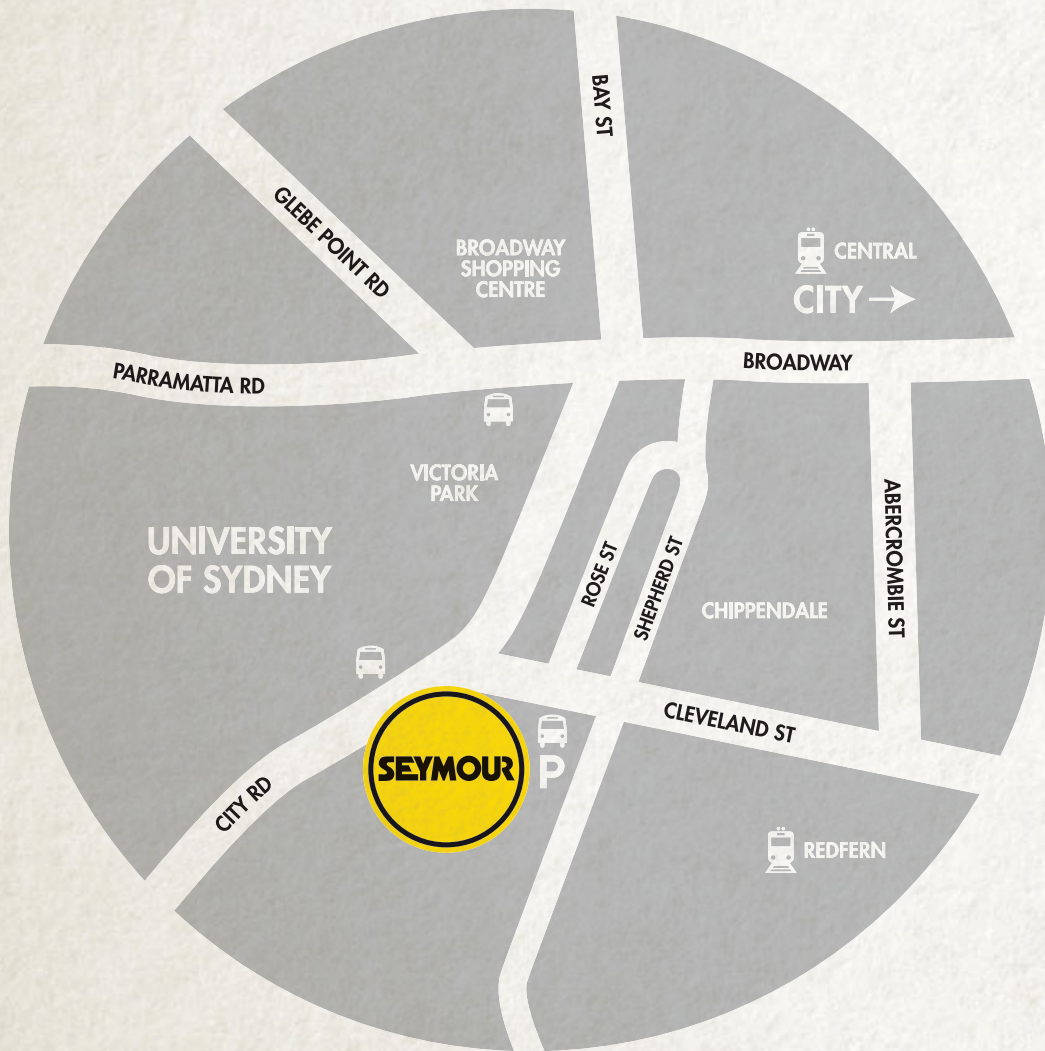 BAY ST
GLEBE POINT RD
BROADWAY
SHOPPING
CENTRE
CENTRAL
CITY
BROADWAY
PARRAMATTA RD
VICTORIA
PARK
UNIVERSITY
OF SYDNEY
ROSE ST
SHEPHERD ST
ABERCROMBIE ST
CHIPPENDALE
CLEVELAND ST
SEYMOUR
P
CITY RD
REDFERN